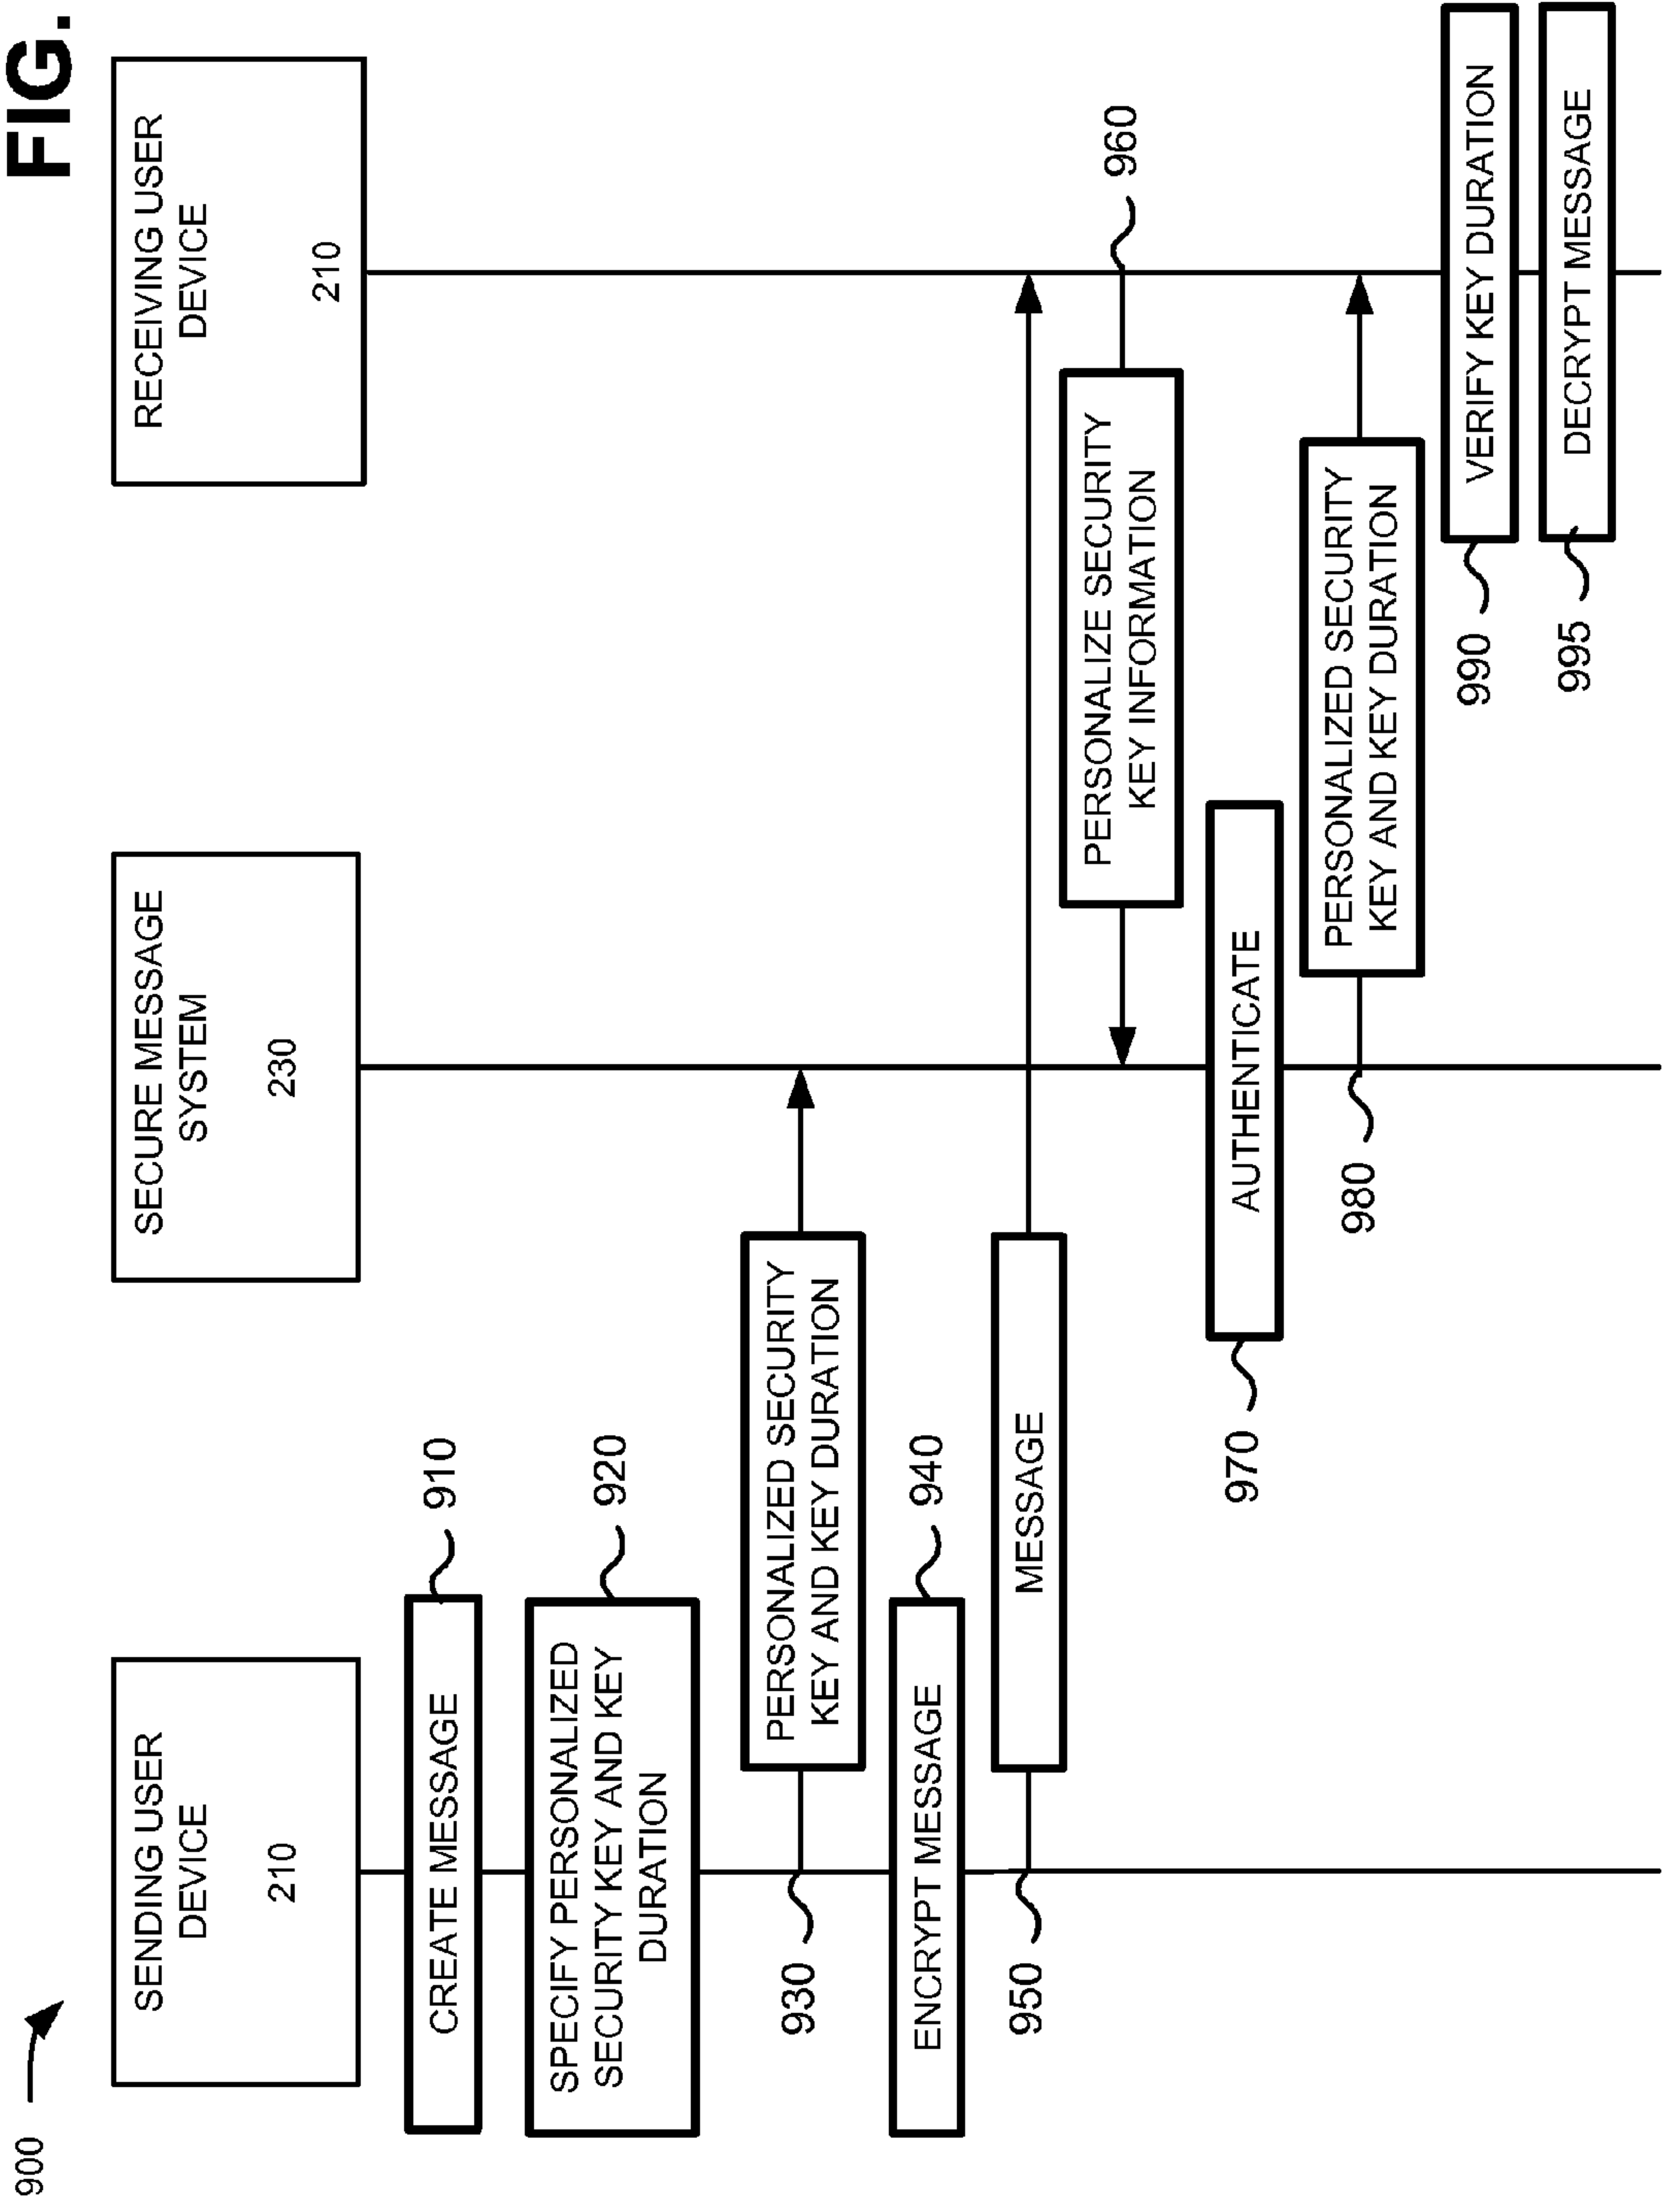 FIG.
900
SENDING USER
DEVICE
210
SECURE MESSAGE
SYSTEM
230
RECEIVING USER
DEVICE
210
CREATE MESSAGE
910
SPECIFY PERSONALIZED
SECURITY KEY AND KEY
DURATION
920
930
PERSONALIZED SECURITY
KEY AND KEY DURATION
ENCRYPT MESSAGE
940
950
MESSAGE
PERSONALIZE SECURITY
KEY INFORMATION
960
970
AUTHENTICATE
980
PERSONALIZED SECURITY
KEY AND KEY DURATION
990
VERIFY KEY DURATION
995
DECRYPT MESSAGE